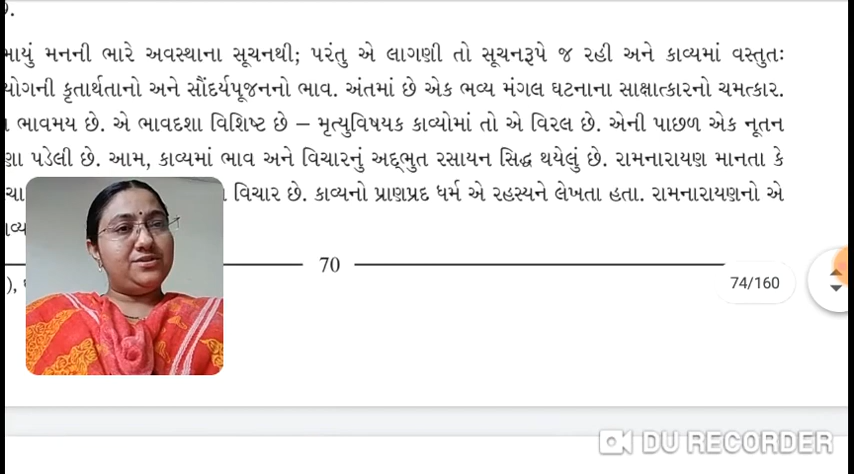 છે.
માયું મનની ભારે અવસ્થાના સૂચનથી; પરંતુ એ લાગણી તો સૂચનરૂપે જ રહી અને કાવ્યમાં વસ્તુતઃ
યોગની કૃતાર્થતાનો અને સૌંદર્યપૂજનનો ભાવ. અંતમાં છે એક ભવ્ય મંગલ ઘટનાના સાક્ષાત્કારનો ચમત્કાર.
ભાવમય છે. એ ભાવદશા વિશિષ્ટ છે – મૃત્યુવિષયક કાવ્યોમાં તો એ વિરલ છે. એની પાછળ એક નૂતન
ણા પડેલી છે. આમ, કાવ્યમાં ભાવ અને વિચારનું અદ્ભુત રસાયન સિદ્ધ થયેલું છે. રામનારાયણ માનતા કે
ચા વિચાર છે. કાવ્યનો પ્રાણપ્રદ ધર્મ એ રહસ્યને લેખતા હતા. રામનારાયણનો એ
વ્ય
70
74/160
DU RECORDER